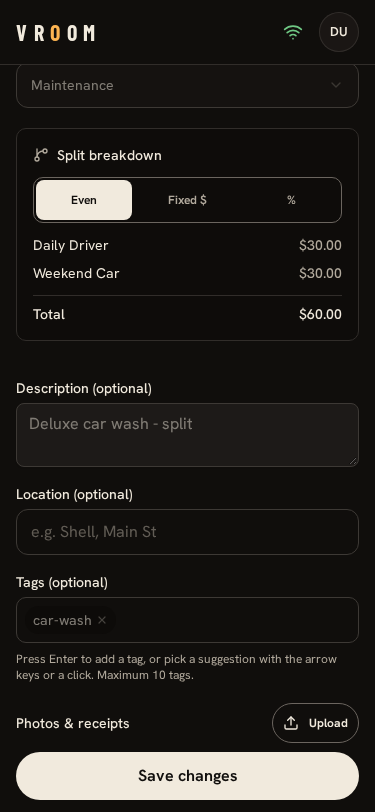 VROOM
DU
Maintenance
Split breakdown
Even Fixed $ %
Daily Driver $30.00
Weekend Car $30.00
Total $60.00
Description (optional)
Deluxe car wash - split
Location (optional)
e.g. Shell, Main St
Tags (optional)
car-wash ×
Press Enter to add a tag, or pick a suggestion with the arrow
keys or a click. Maximum 10 tags.
Photos & receipts Upload
Save changes